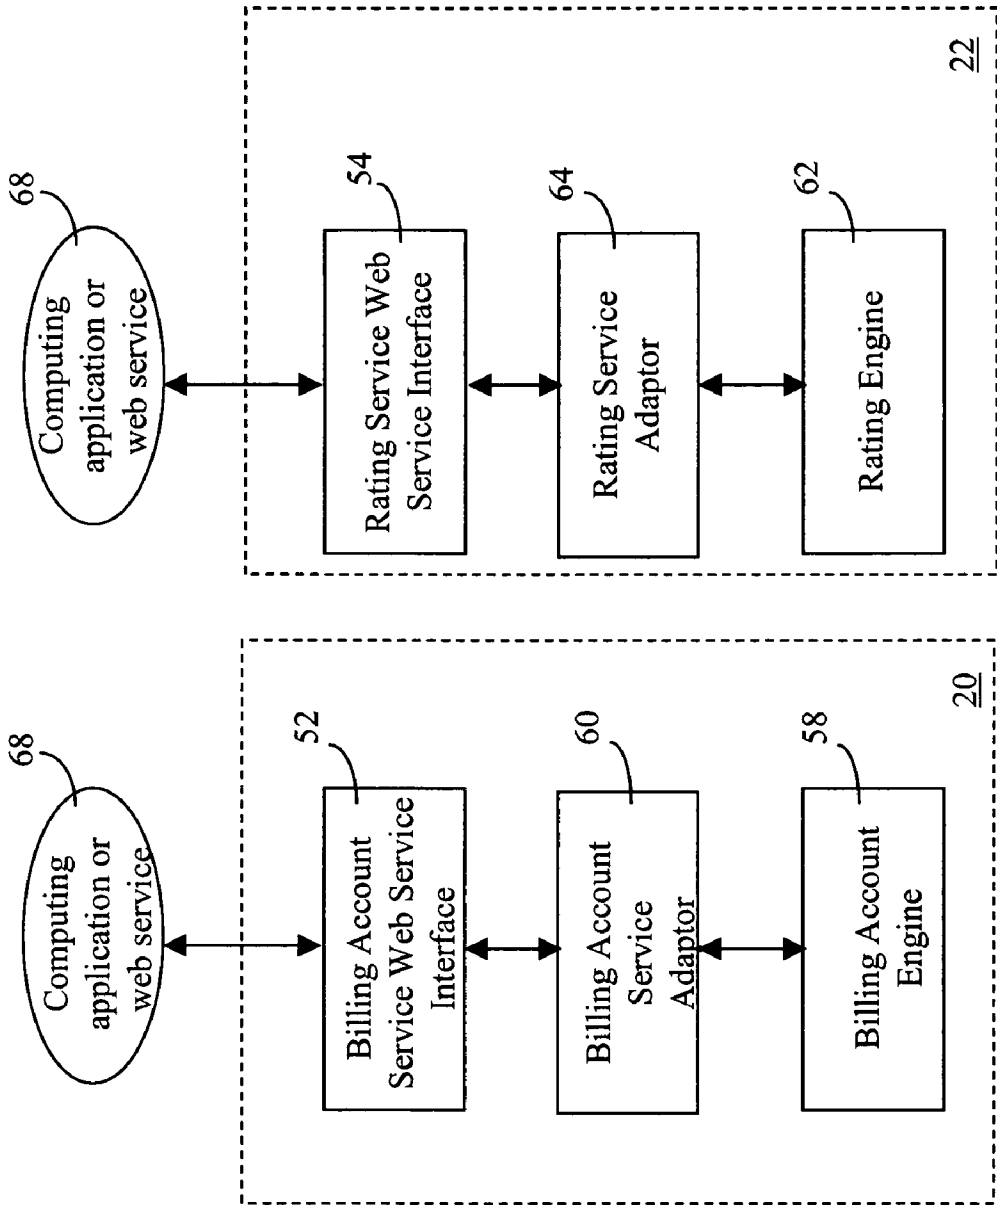 68
Computing
application or
web service
52
Billing Account
Service Web Service
Interface
60
Billing Account
Service
Adaptor
58
Billing Account
Engine
20
68
Computing
application or
web service
54
Rating Service Web
Service Interface
64
Rating Service
Adaptor
62
Rating Engine
22